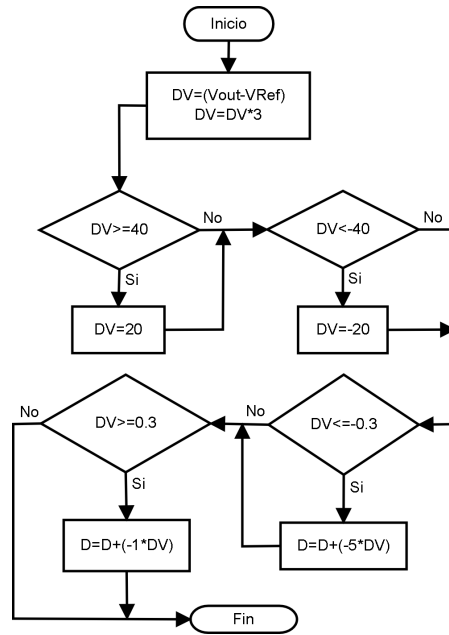 Inicio
DV=(Vout-VRef)
DV=DV*3
DV>=40
No
DV<-40
No
Si
Si
DV=20
DV=-20
No
DV>=0.3
No
DV<=-0.3
Si
Si
D=D+(-1*DV)
D=D+(-5*DV)
Fin